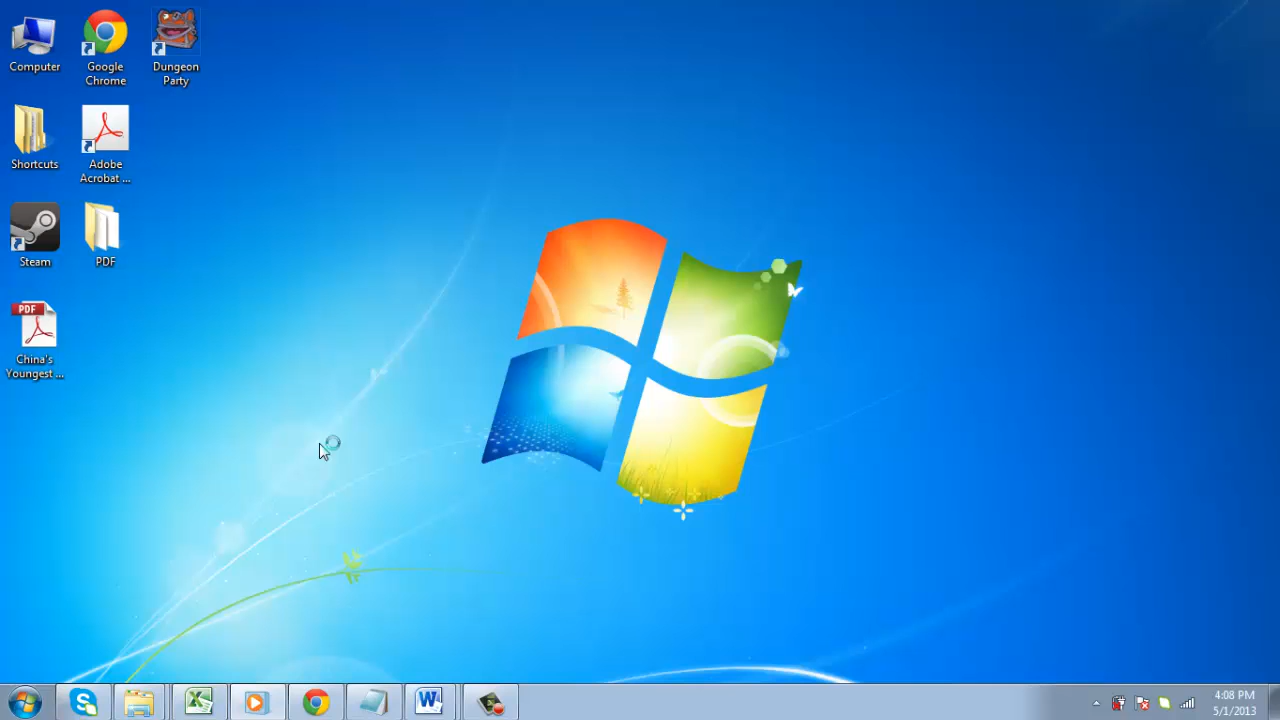 Computer
Google
Chrome
Dungeon
Party
Shortcuts
Adobe
Acrobat ...
Steam
PDF
PDF
China's
Youngest ...
W
4:08 PM
5/1/2013